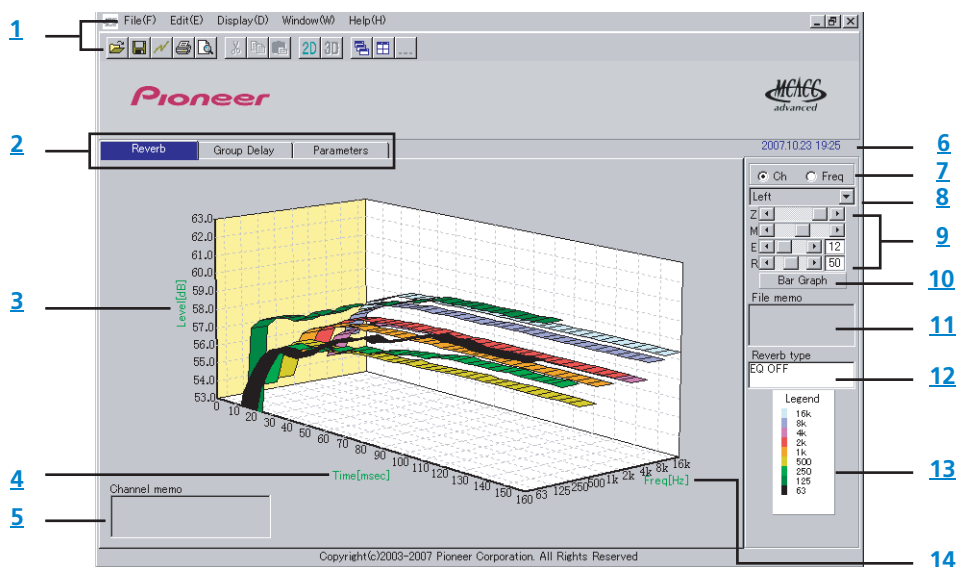 File(F) Edit(E) Display(D) Window(W) Help(H)
1
2D 3D
Pioneer
MCACC
advanced
2
Reverb Group Delay Parameters
2007.10.23 19:25
6
Ch Freq
7
Left
8
Z
M
E 12
R 50
9
Bar Graph
10
File memo
11
Reverb type
EQ OFF
12
Legend
16k
8k
4k
2k
1k
500
250
125
63
13
3
Level[dB]
63.0
62.0
61.0
60.0
59.0
58.0
57.0
56.0
55.0
54.0
53.0
0 10 20 30 40 50 60 70 80 90 100 110 120 130 140 150 160
63 125 250 500 1k 2k 4k 8k 16k
4
Time[msec]
Freq[Hz]
Channel memo
5
14
Copyright(c)2003-2007 Pioneer Corporation. All Rights Reserved